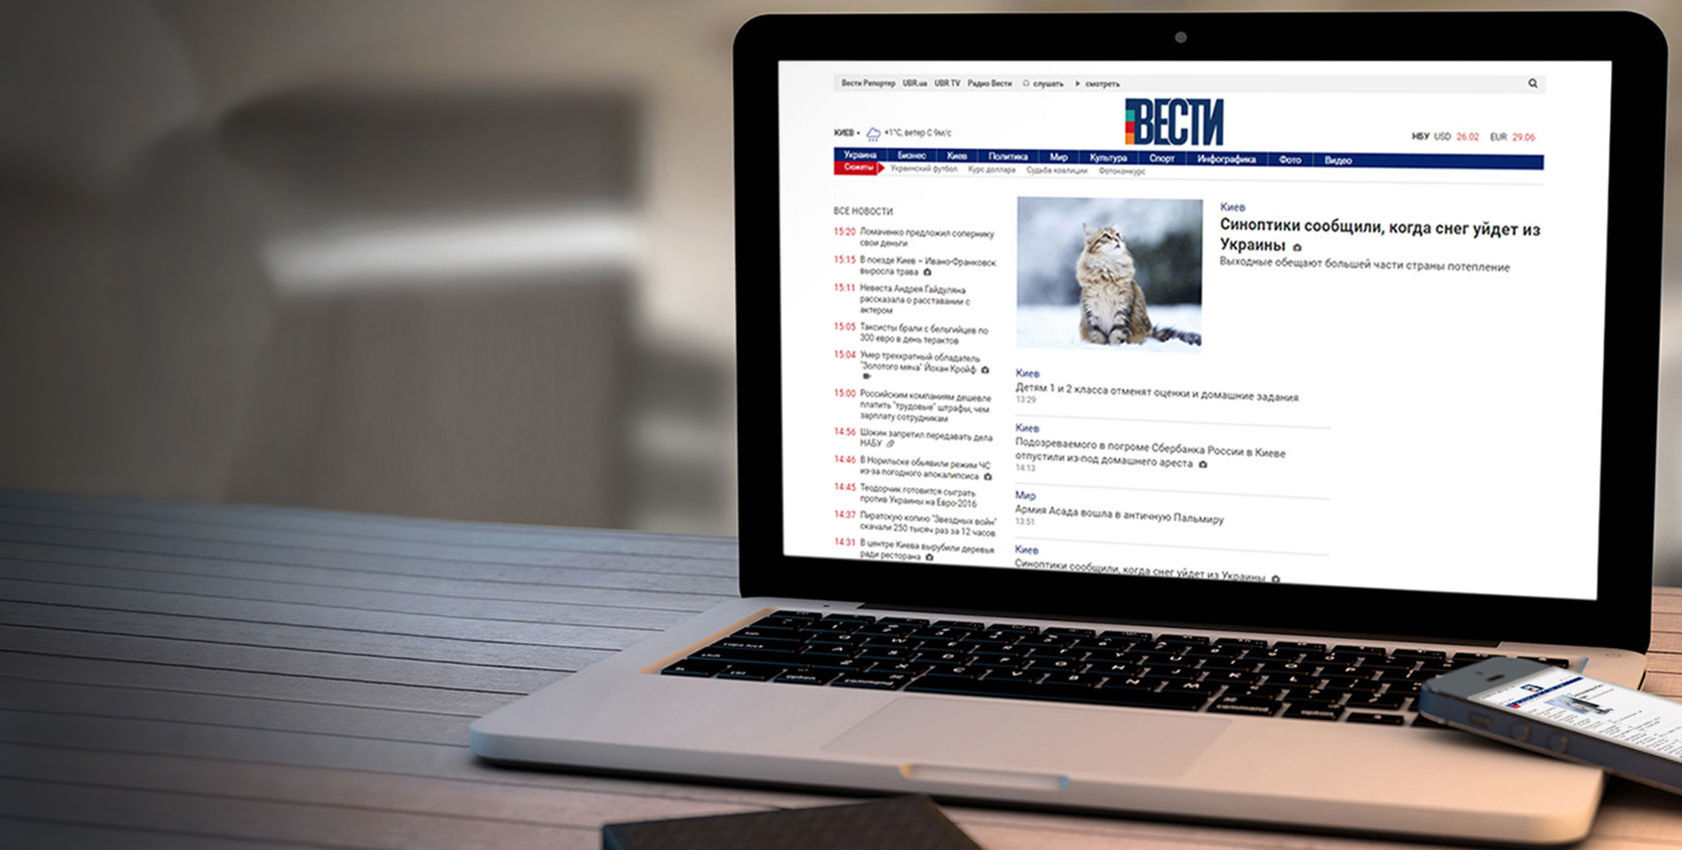 Вести Репортер UBR.ua UBR TV Радио Вести слушать смотреть
ВЕСТИ
КИЕВ +1°C, ветер С 9м/с
НБУ USD 26.02 EUR 29.06
Украина Бизнес Киев Политика Мир Культура Спорт Инфографика Фото Видео
Сюжеты Украинский футбол Курс доллара Судьба коалиции Фотоконкурс
ВСЕ НОВОСТИ
15:20 Ломаченко предложил сопернику
свои деньги
15:15 В поезде Киев – Ивано-Франковск
выросла трава
15:11 Невеста Андрея Гайдуляна
рассказала о расставании с
актером
15:05 Таксисты брали с бельгийцев по
300 евро в день терактов
15:04 Умер трехкратный обладатель
"Золотого мяча" Йохан Кройф
15:00 Российским компаниям дешевле
платить "трудовые" штрафы, чем
зарплату сотрудникам
14:56 Шокин запретил передавать дела
НАБУ
14:46 В Норильске объявили режим ЧС
из-за погодного апокалипсиса
14:45 Теодорчик готовится сыграть
против Украины на Евро-2016
14:37 Пиратскую копию "Звездных войн"
скачали 250 тысяч раз за 12 часов
14:31 В центре Киева вырубили деревья
ради ресторана
Киев
Синоптики сообщили, когда снег уйдет из
Украины
Выходные обещают большей части страны потепление
Киев
Детям 1 и 2 класса отменят оценки и домашние задания
13:29
Киев
Подозреваемого в погроме Сбербанка России в Киеве
отпустили из-под домашнего ареста
14:13
Мир
Армия Асада вошла в античную Пальмиру
13:51
Киев
Синоптики сообщили, когда снег уйдет из Украины